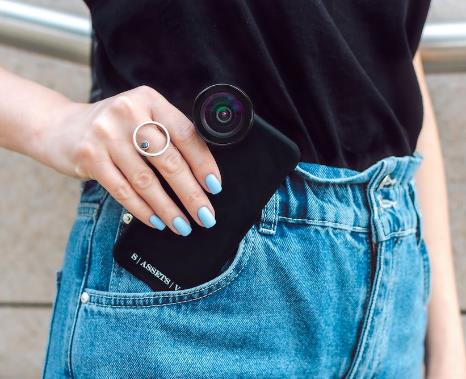 S | ASSETS | V